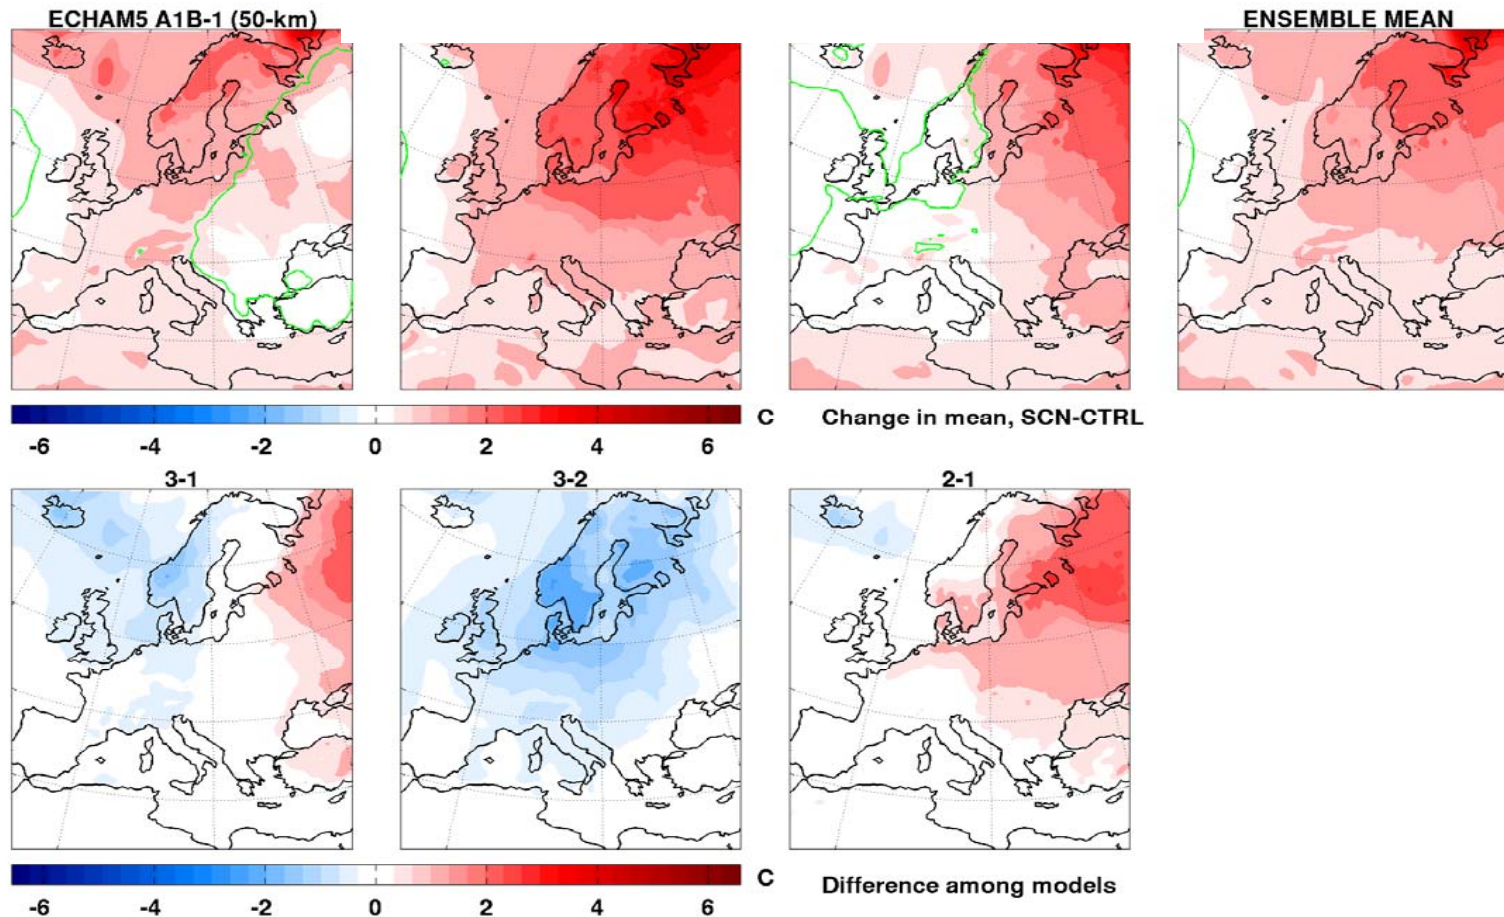 ECHAM5 A1B-1 (50-km)
ENSEMBLE MEAN
C
Change in mean, SCN-CTRL
-6 -4 -2 0 2 4 6
3-1
3-2
2-1
C
Difference among models
-6 -4 -2 0 2 4 6